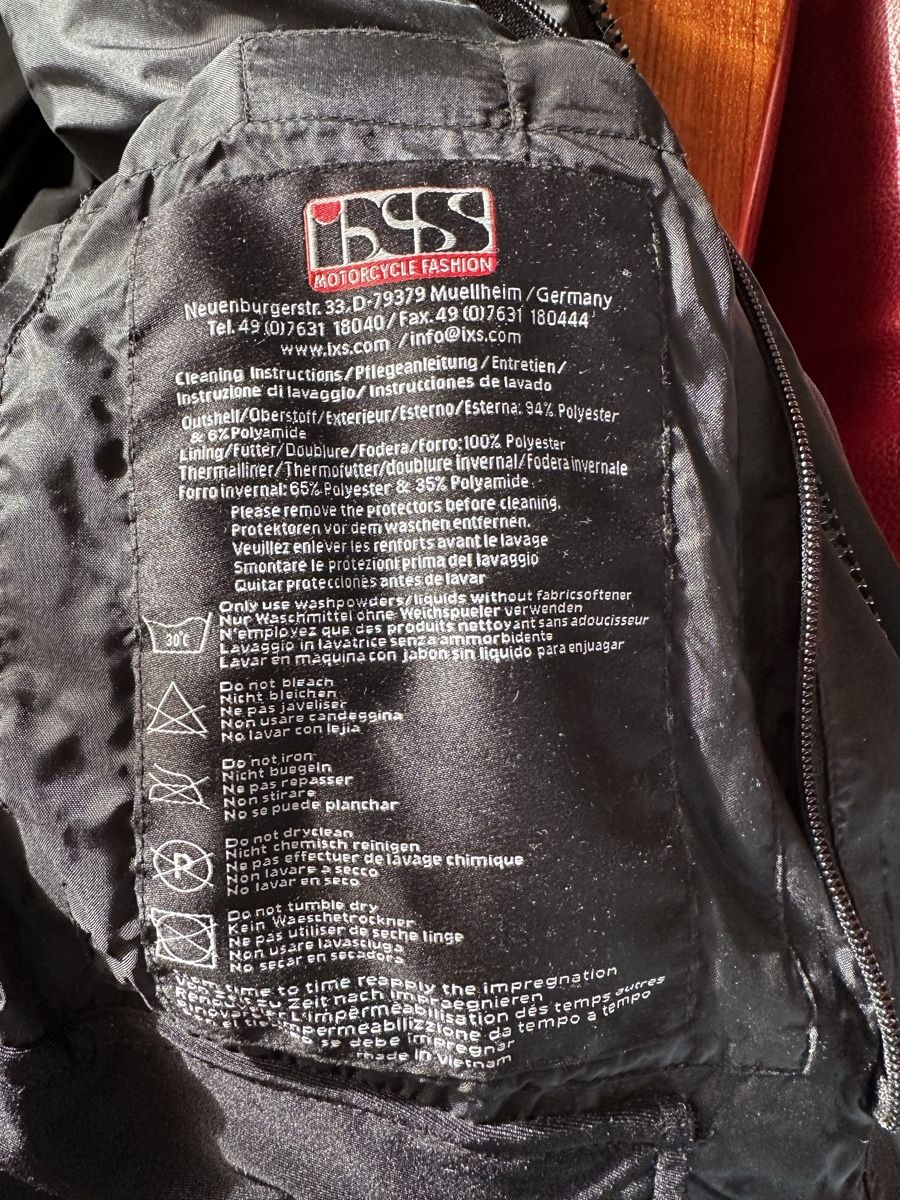 iXS
MOTORCYCLE FASHION
Neuenburgerstr. 33, D-79379 Muellheim / Germany
Tel. 49 (0)7631 18040 / Fax. 49 (0)7631 180444
www.ixs.com / info@ixs.com
Cleaning Instructions / Pflegeanleitung / Entretien /
Instruzione di lavaggio / Instrucciones de lavado
Outshell/Oberstoff/Exterieur/Esterno/Esterna: 94% Polyester
& 6% Polyamide
Lining/Futter/Doublure/Fodera/Forro: 100% Polyester
Thermalliner/Thermofutter/doublure invernal/Fodera invernale
Forro invernal: 65% Polyester & 35% Polyamide
Please remove the protectors before cleaning.
Protektoren vor dem waschen entfernen.
Veuillez enlever les renforts avant le lavage
Smontare le protezioni prima del lavaggio
Quitar protecciones antes de lavar
Only use washpowders/liquids without fabricsoftener
Nur Waschmittel ohne Weichspueler verwenden
N'employez que des produits nettoyant sans adoucisseur
Lavaggio in lavatrice senza ammorbidente
Lavar en maquina con jabon sin liquido para enjuagar
30°C
Do not bleach
Nicht bleichen
Ne pas javeliser
Non usare candeggina
No lavar con lejia
Do not iron
Nicht buegeln
Ne pas repasser
Non stirare
No se puede planchar
P
Do not dryclean
Nicht chemisch reinigen
Ne pas effectuer de lavage chimique
Non lavare a secco
No lavar en seco
Do not tumble dry
Kein Waeschetrockner
Ne pas utiliser de seche linge
Non usare lavasciuga
No secar en secadora
time to time reapply the impregnation
zu Zeit nach impraegnieren
L'impérmeabilisation dés temps autres
impermeabilizzione da tempo a tempo
se debe impregnar
made in Vietnam